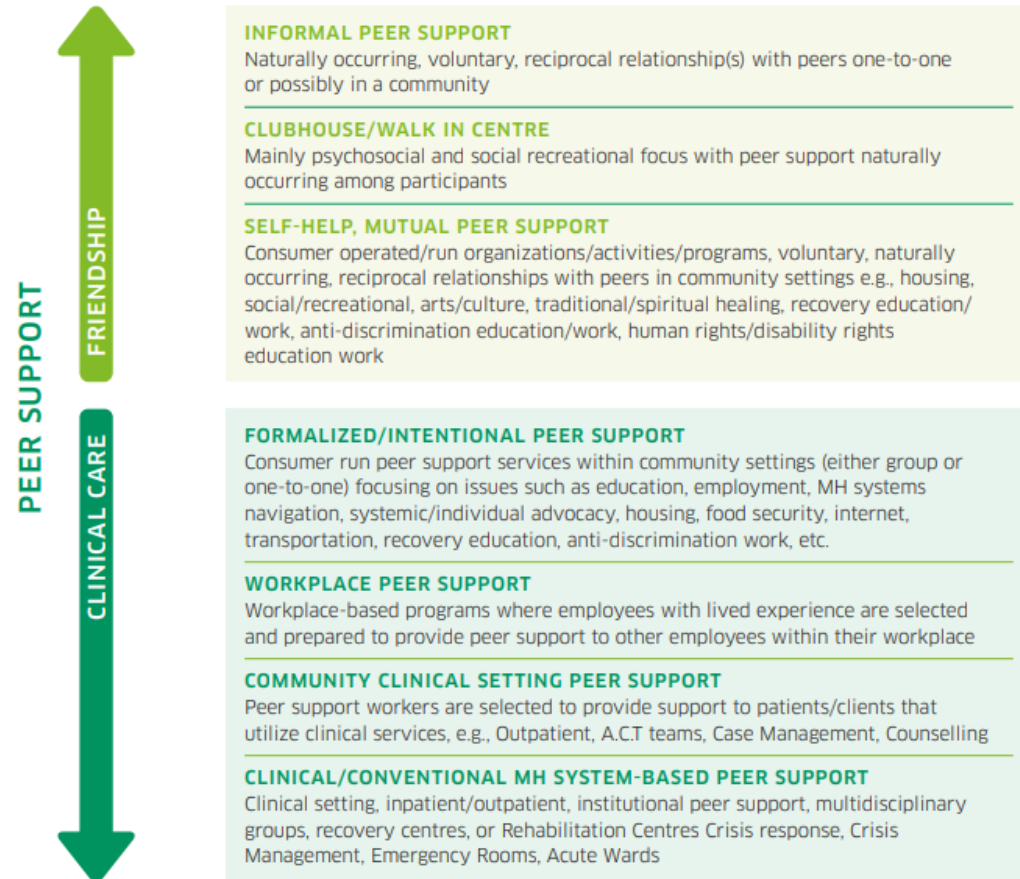 PEER SUPPORT
FRIENDSHIP
INFORMAL PEER SUPPORT
Naturally occurring, voluntary, reciprocal relationship(s) with peers one-to-one
or possibly in a community
CLUBHOUSE/WALK IN CENTRE
Mainly psychosocial and social recreational focus with peer support naturally
occurring among participants
SELF-HELP, MUTUAL PEER SUPPORT
Consumer operated/run organizations/activities/programs, voluntary, naturally
occurring, reciprocal relationships with peers in community settings e.g., housing,
social/recreational, arts/culture, traditional/spiritual healing, recovery education/
work, anti-discrimination education/work, human rights/disability rights
education work
CLINICAL CARE
FORMALIZED/INTENTIONAL PEER SUPPORT
Consumer run peer support services within community settings (either group or
one-to-one) focusing on issues such as education, employment, MH systems
navigation, systemic/individual advocacy, housing, food security, internet,
transportation, recovery education, anti-discrimination work, etc.
WORKPLACE PEER SUPPORT
Workplace-based programs where employees with lived experience are selected
and prepared to provide peer support to other employees within their workplace
COMMUNITY CLINICAL SETTING PEER SUPPORT
Peer support workers are selected to provide support to patients/clients that
utilize clinical services, e.g., Outpatient, A.C.T teams, Case Management, Counselling
CLINICAL/CONVENTIONAL MH SYSTEM-BASED PEER SUPPORT
Clinical setting, inpatient/outpatient, institutional peer support, multidisciplinary
groups, recovery centres, or Rehabilitation Centres Crisis response, Crisis
Management, Emergency Rooms, Acute Wards